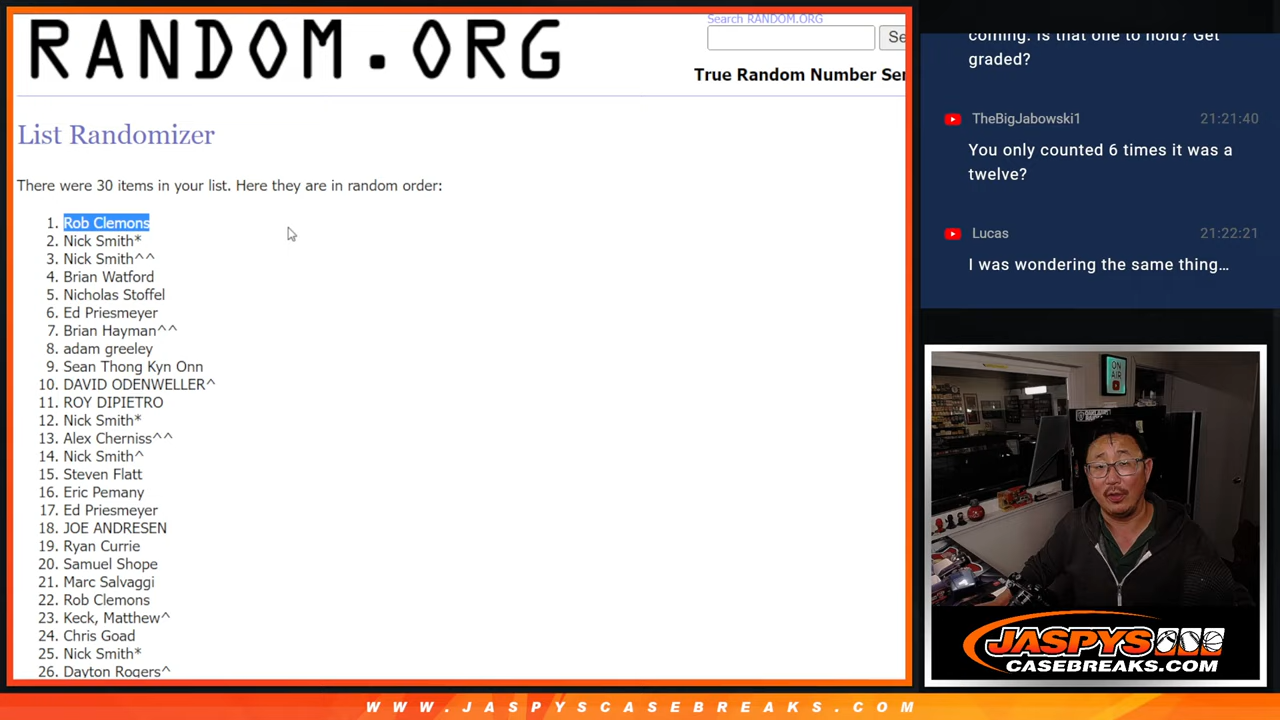 Search RANDOM.ORG
RANDOM.ORG
Se
True Random Number Ser
List Randomizer
There were 30 items in your list. Here they are in random order:
1. Rob Clemons
2. Nick Smith*
3. Nick Smith^^
4. Brian Watford
5. Nicholas Stoffel
6. Ed Priesmeyer
7. Brian Hayman^^
8. adam greeley
9. Sean Thong Kyn Onn
10. DAVID ODENWELLER^
11. ROY DIPIETRO
12. Nick Smith*
13. Alex Cherniss^^
14. Nick Smith^
15. Steven Flatt
16. Eric Pemany
17. Ed Priesmeyer
18. JOE ANDRESEN
19. Ryan Currie
20. Samuel Shope
21. Marc Salvaggi
22. Rob Clemons
23. Keck, Matthew^
24. Chris Goad
25. Nick Smith*
26. Dayton Rogers^
coming. Is that one to hold? Get
graded?
TheBigJabowski1 21:21:40
You only counted 6 times it was a
twelve?
Lucas 21:22:21
I was wondering the same thing...
ON
AIR
JASPYS
CASEBREAKS.COM
WWW.JASPYSCASEBREAKS.COM